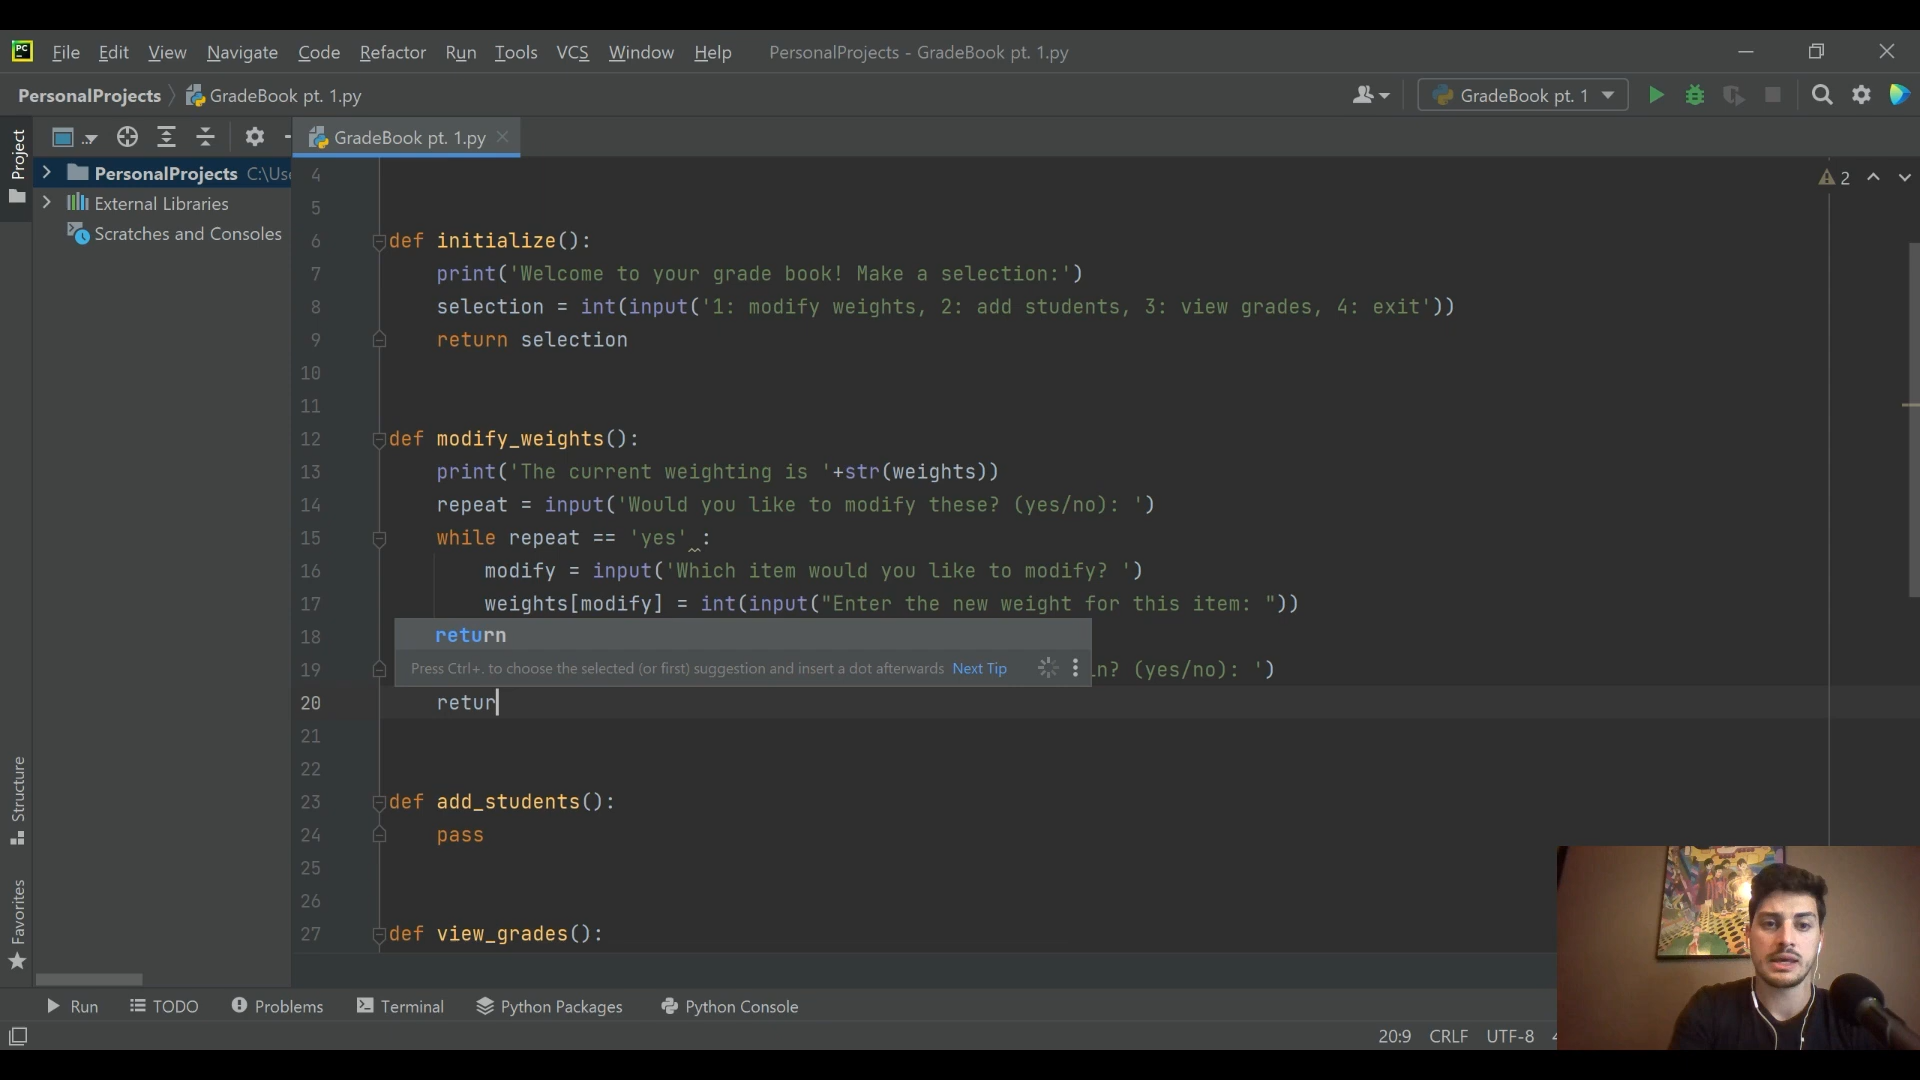 PC File Edit View Navigate Code Refactor Run Tools VCS Window Help PersonalProjects - GradeBook pt. 1.py
PersonalProjects GradeBook pt. 1.py GradeBook pt. 1
Project
GradeBook pt. 1.py
PersonalProjects C:\Use
External Libraries
Scratches and Consoles
2
4
5
6 def initialize():
7 print('Welcome to your grade book! Make a selection:')
8 selection = int(input('1: modify weights, 2: add students, 3: view grades, 4: exit'))
9 return selection
10
11
12 def modify_weights():
13 print('The current weighting is '+str(weights))
14 repeat = input('Would you like to modify these? (yes/no): ')
15 while repeat == 'yes' :
16 modify = input('Which item would you like to modify? ')
17 weights[modify] = int(input("Enter the new weight for this item: "))
18 return
Press Ctrl+. to choose the selected (or first) suggestion and insert a dot afterwards Next Tip
19 in? (yes/no): ')
20 retur
21
22
23 def add_students():
24 pass
25
26
27 def view_grades():
Structure
Favorites
Run TODO Problems Terminal Python Packages Python Console
20:9 CRLF UTF-8